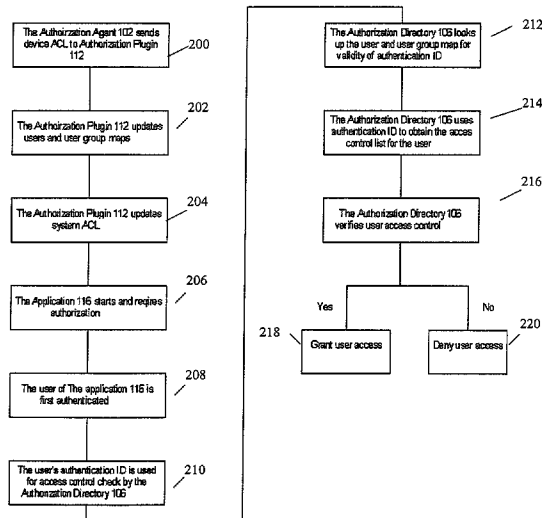 The Authoirzation Agent 102 sends
device ACL to Authorization Plugin
112
200
The Authoirzation Plugin 112 updates
users and user group maps
202
The Authorization Plugin 112 updates
system ACL
204
The Application 116 starts and reqires
authorization
206
The user of The application 116 is
first authenticated
208
The user's authentication ID is used
for access control check by the
Authorization Directory 106
210
The Authorization Directory 106 looks
up the user and user group map for
validity of authentication ID
212
The Authorization Directory 106 uses
authentication ID to obtain the acces
control list for the user
214
The Authorization Directory 106
verifies user access control
216
Yes
No
218
Grant user access
Deny user access
220